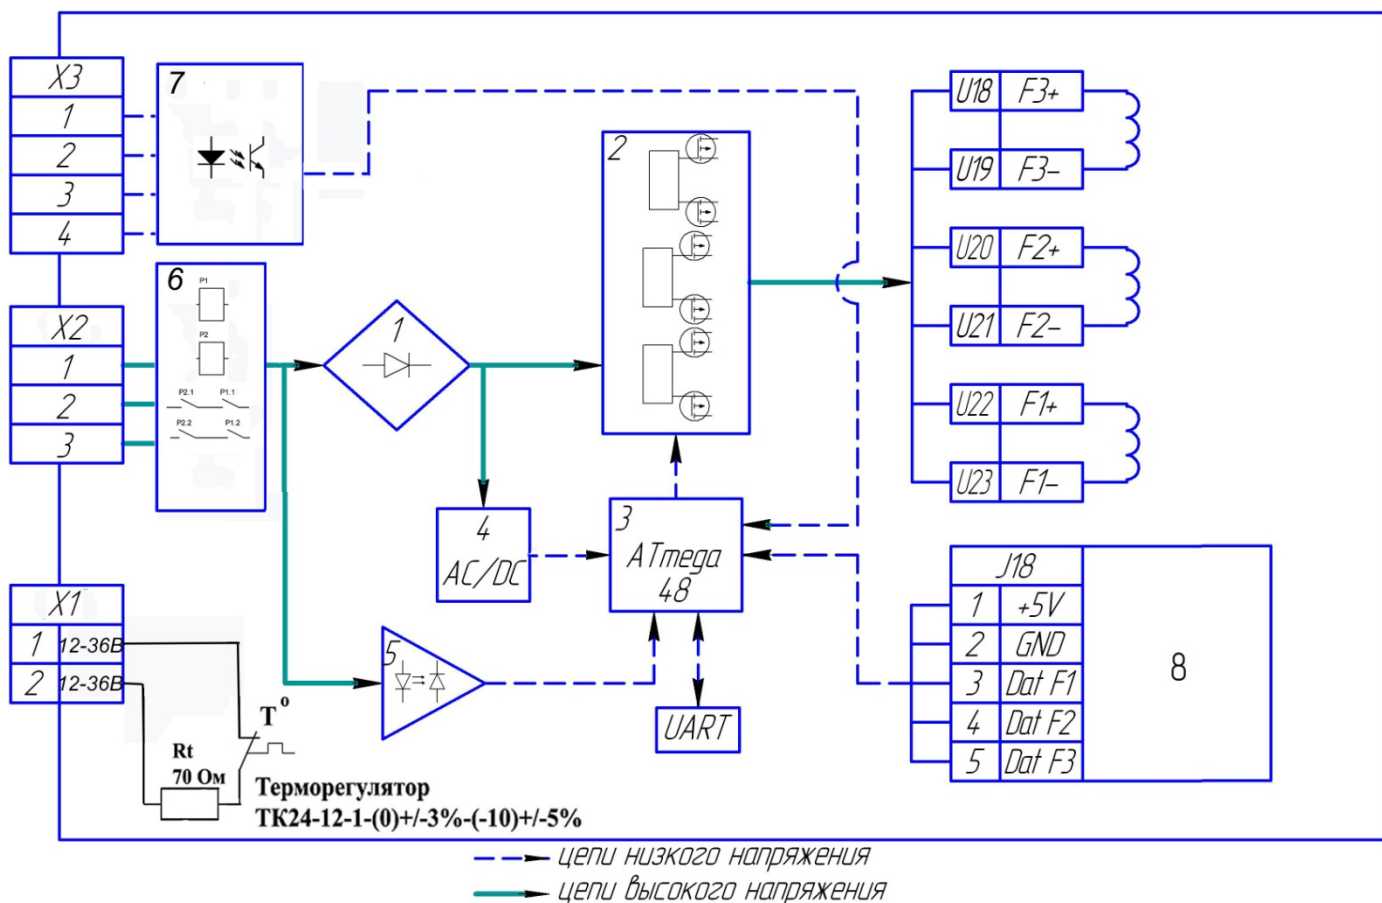 X3
1
2
3
4
7
X2
1
2
3
6
P1
P2
P2.1 P1.1
P2.2 P1.2
1
2
U18 F3+
U19 F3-
U20 F2+
U21 F2-
U22 F1+
U23 F1-
4
AC/DC
3
ATmega
48
5
UART
J18
1 +5V
2 GND
3 Dat F1
4 Dat F2
5 Dat F3
8
X1
1 12-36В
2 12-36В
T°
Rt
70 Ом
Терморегулятор
ТК24-12-1-(0)+/-3%-(-10)+/-5%
цепи низкого напряжения
цепи высокого напряжения